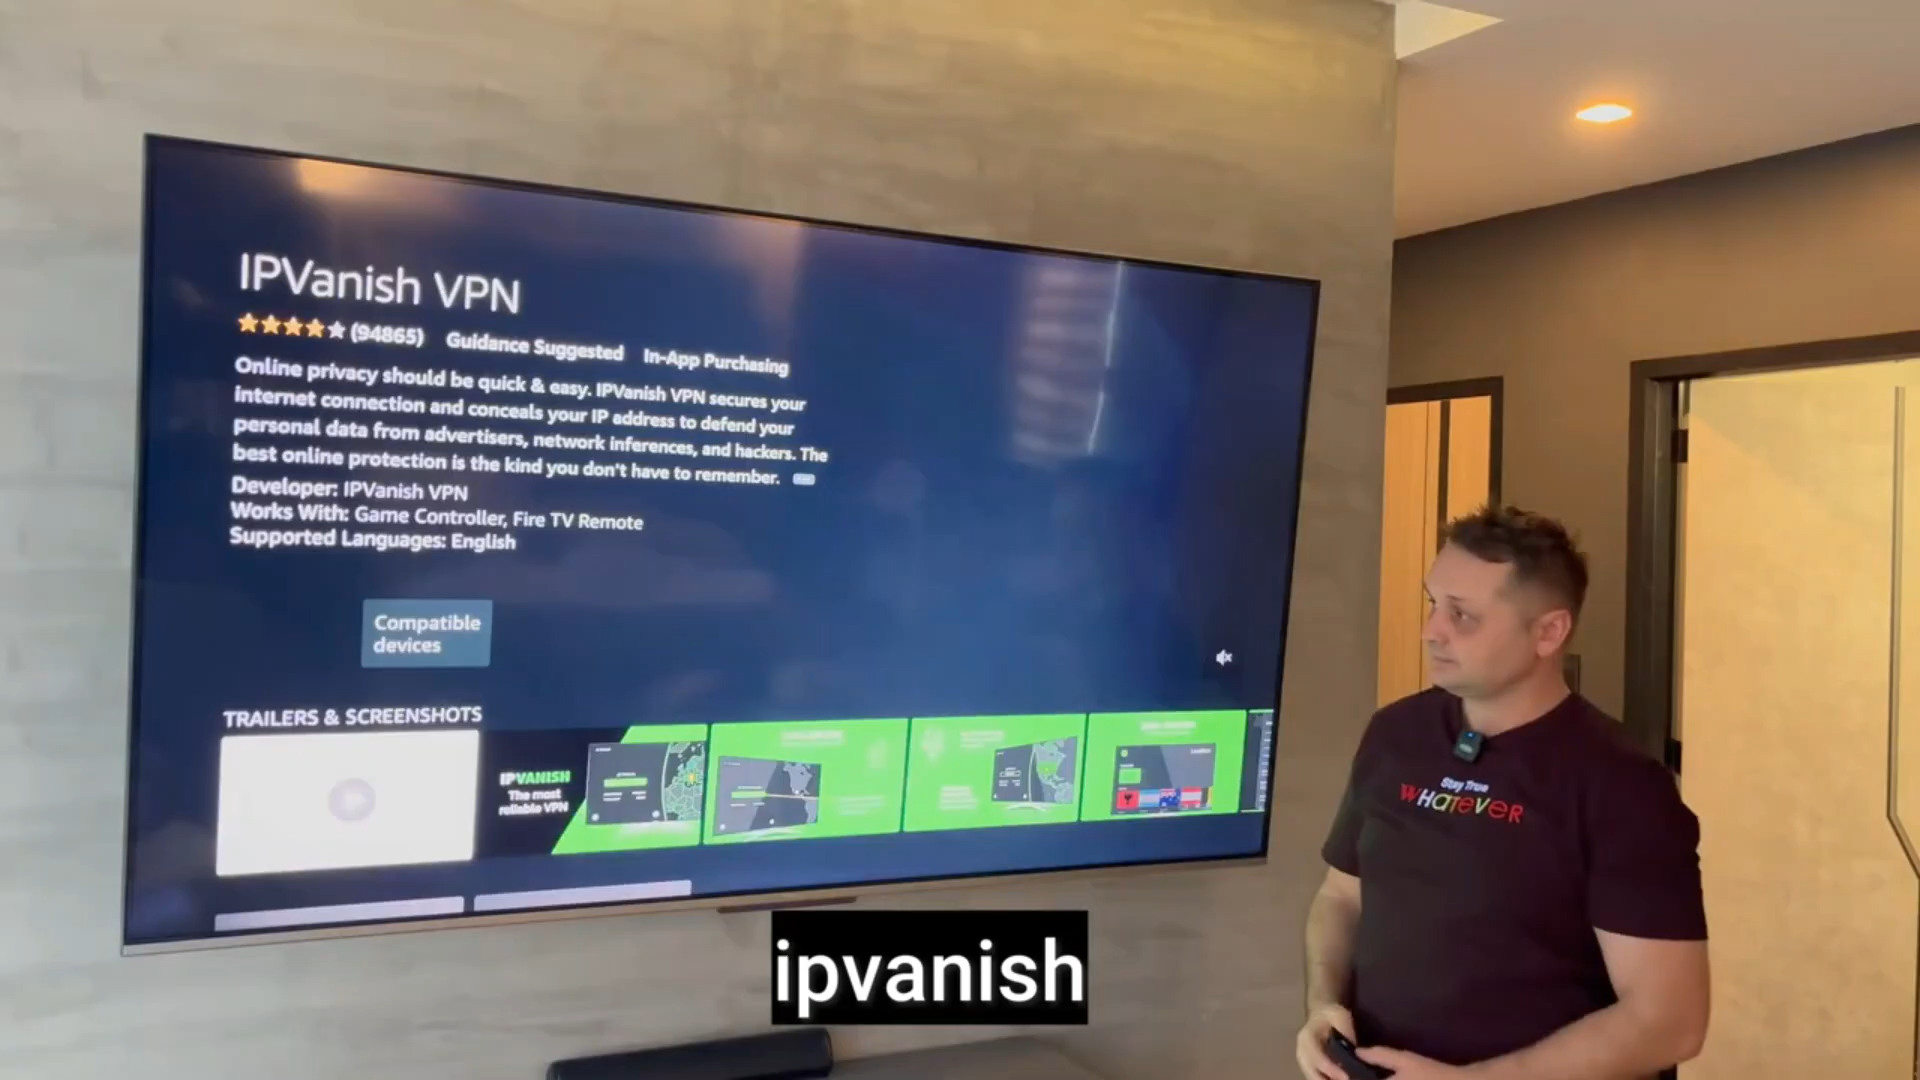 IPVanish VPN
(94865) Guidance Suggested In-App Purchasing
Online privacy should be quick & easy. IPVanish VPN secures your
internet connection and conceals your IP address to defend your
personal data from advertisers, network inferences, and hackers. The
best online protection is the kind you don't have to remember.
Developer: IPVanish VPN
Works With: Game Controller, Fire TV Remote
Supported Languages: English
Compatible
devices
TRAILERS & SCREENSHOTS
IPVANISH
The most
reliable VPN
Stay True
WHATEVER
ipvanish